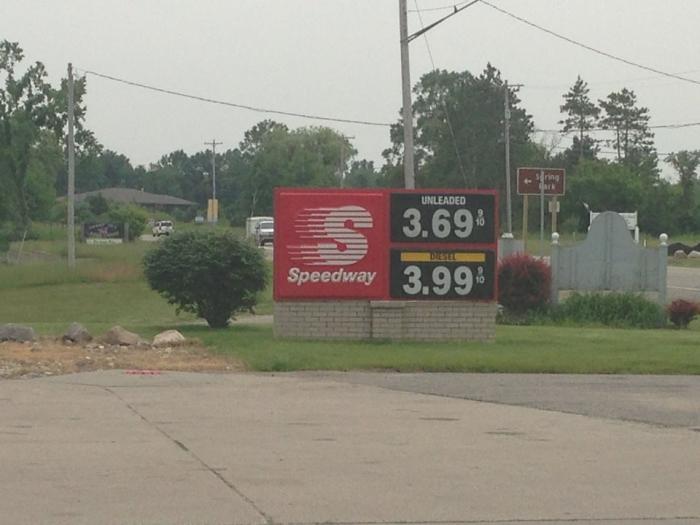 S
Speedway
UNLEADED
3.69 9/10
DIESEL
3.99 9/10
← Spring
Park